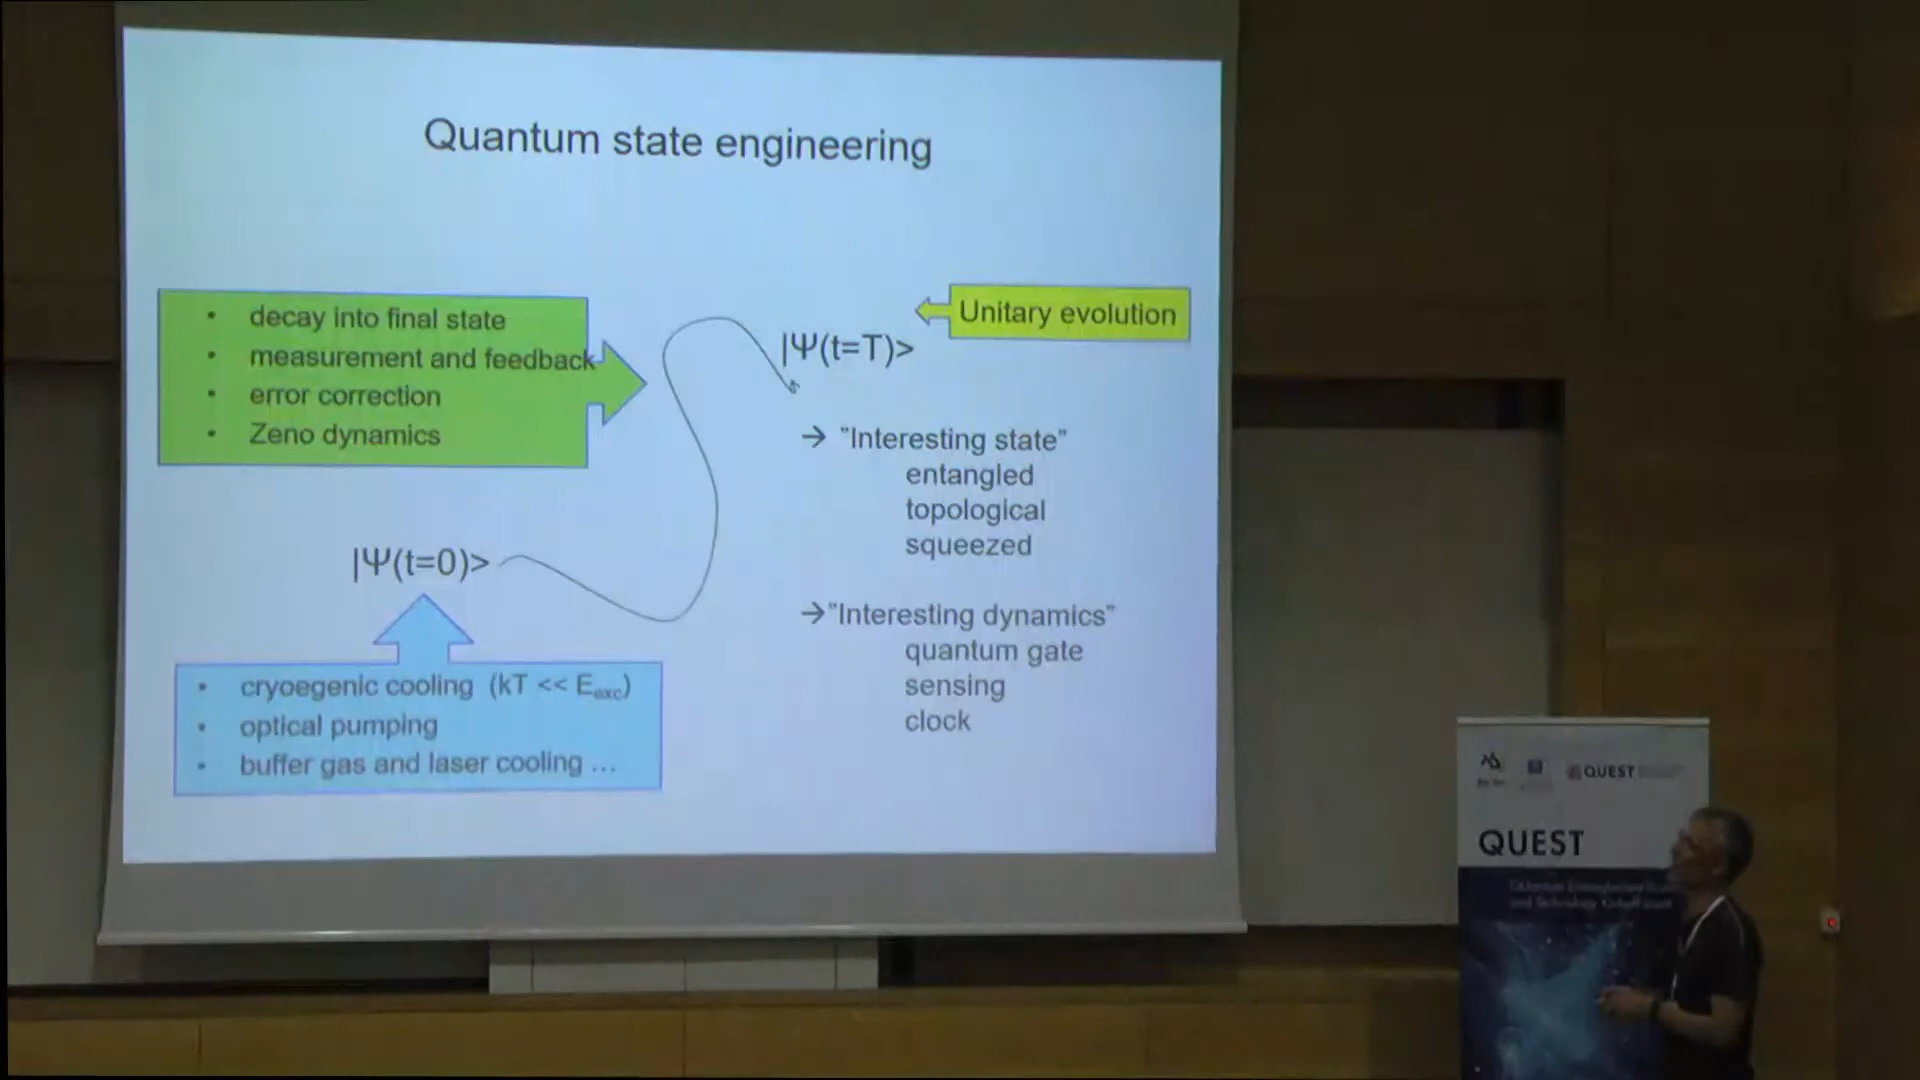 Quantum state engineering
• decay into final state
• measurement and feedback
• error correction
• Zeno dynamics
Unitary evolution
|Ψ(t=T)>
→ "Interesting state"
entangled
topological
squeezed
|Ψ(t=0)>
→"Interesting dynamics"
quantum gate
sensing
clock
• cryoegenic cooling (kT << Eexc)
• optical pumping
• buffer gas and laser cooling ...
QUEST
QUEST